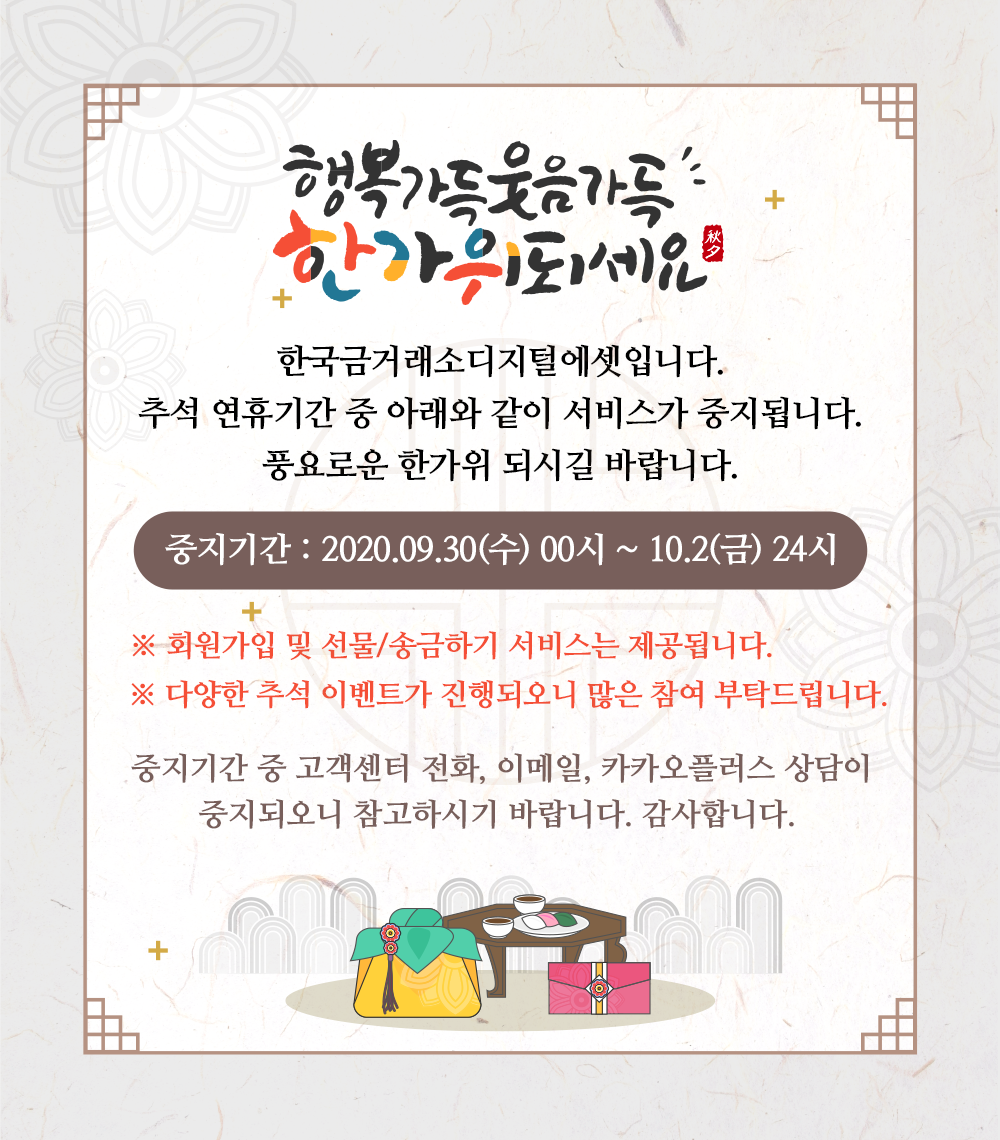 행복가득 웃음가득
한가위되세요
秋夕
한국금거래소디지털에셋입니다.
추석 연휴기간 중 아래와 같이 서비스가 중지됩니다.
풍요로운 한가위 되시길 바랍니다.
중지기간 : 2020.09.30(수) 00시 ~ 10.2(금) 24시
※ 회원가입 및 선물/송금하기 서비스는 제공됩니다.
※ 다양한 추석 이벤트가 진행되오니 많은 참여 부탁드립니다.
중지기간 중 고객센터 전화, 이메일, 카카오플러스 상담이
중지되오니 참고하시기 바랍니다. 감사합니다.